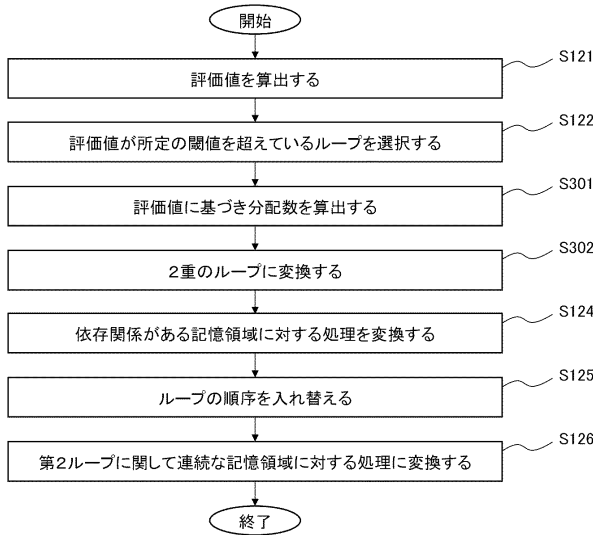 開始
評価値を算出する
S121
評価値が所定の閾値を超えているループを選択する
S122
評価値に基づき分配数を算出する
S301
2重のループに変換する
S302
依存関係がある記憶領域に対する処理を変換する
S124
ループの順序を入れ替える
S125
第2ループに関して連続な記憶領域に対する処理に変換する
S126
終了